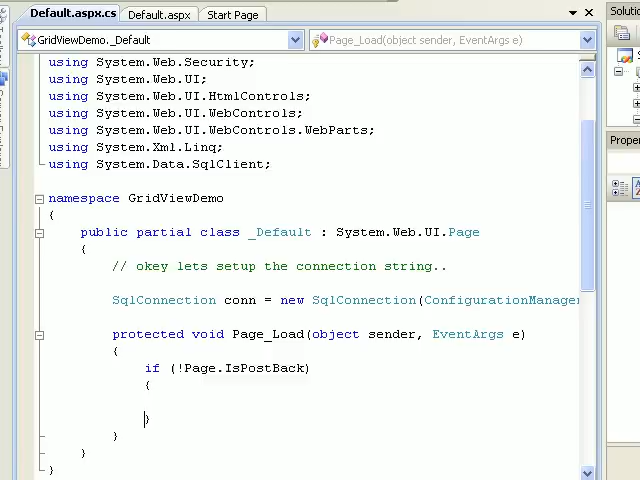 Default.aspx.cs Default.aspx Start Page
Solutio
GridViewDemo._Default Page_Load(object sender, EventArgs e)
using System.Web.Security;
using System.Web.UI;
using System.Web.UI.HtmlControls;
using System.Web.UI.WebControls;
using System.Web.UI.WebControls.WebParts;
using System.Xml.Linq;
using System.Data.SqlClient;
Proper
namespace GridViewDemo
{
public partial class _Default : System.Web.UI.Page
{
// okey lets setup the connection string..
SqlConnection conn = new SqlConnection(ConfigurationManager
protected void Page_Load(object sender, EventArgs e)
{
if (!Page.IsPostBack)
{
}
}
}
}